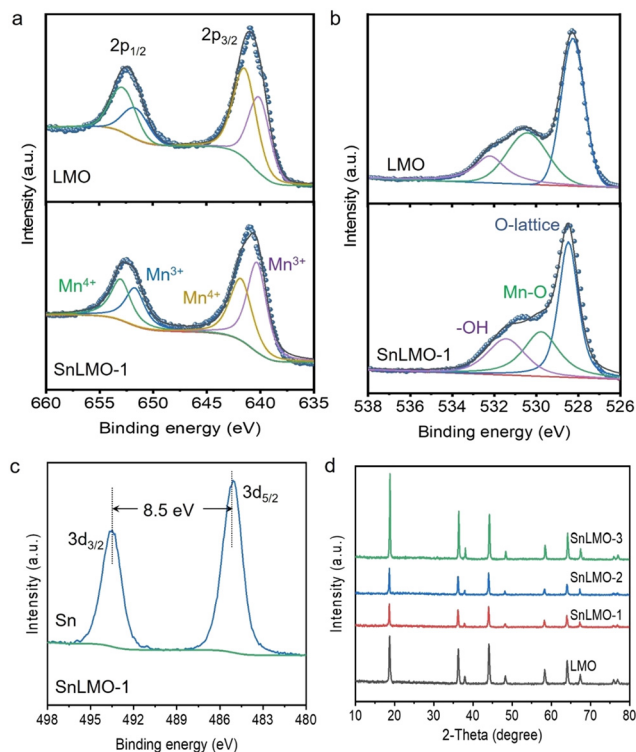 a
2p1/2
2p3/2
LMO
Mn4+
Mn3+
Mn4+
Mn3+
SnLMO-1
Intensity (a.u.)
660 655 650 645 640 635
Binding energy (eV)
b
LMO
O-lattice
Mn-O
-OH
SnLMO-1
Intensity (a.u.)
538 536 534 532 530 528 526
Binding energy (eV)
c
3d5/2
8.5 eV
3d3/2
Sn
SnLMO-1
Intensity (a.u.)
498 495 492 489 486 483 480
Binding energy (eV)
d
SnLMO-3
SnLMO-2
SnLMO-1
LMO
Intensity (a.u.)
10 20 30 40 50 60 70 80
2-Theta (degree)